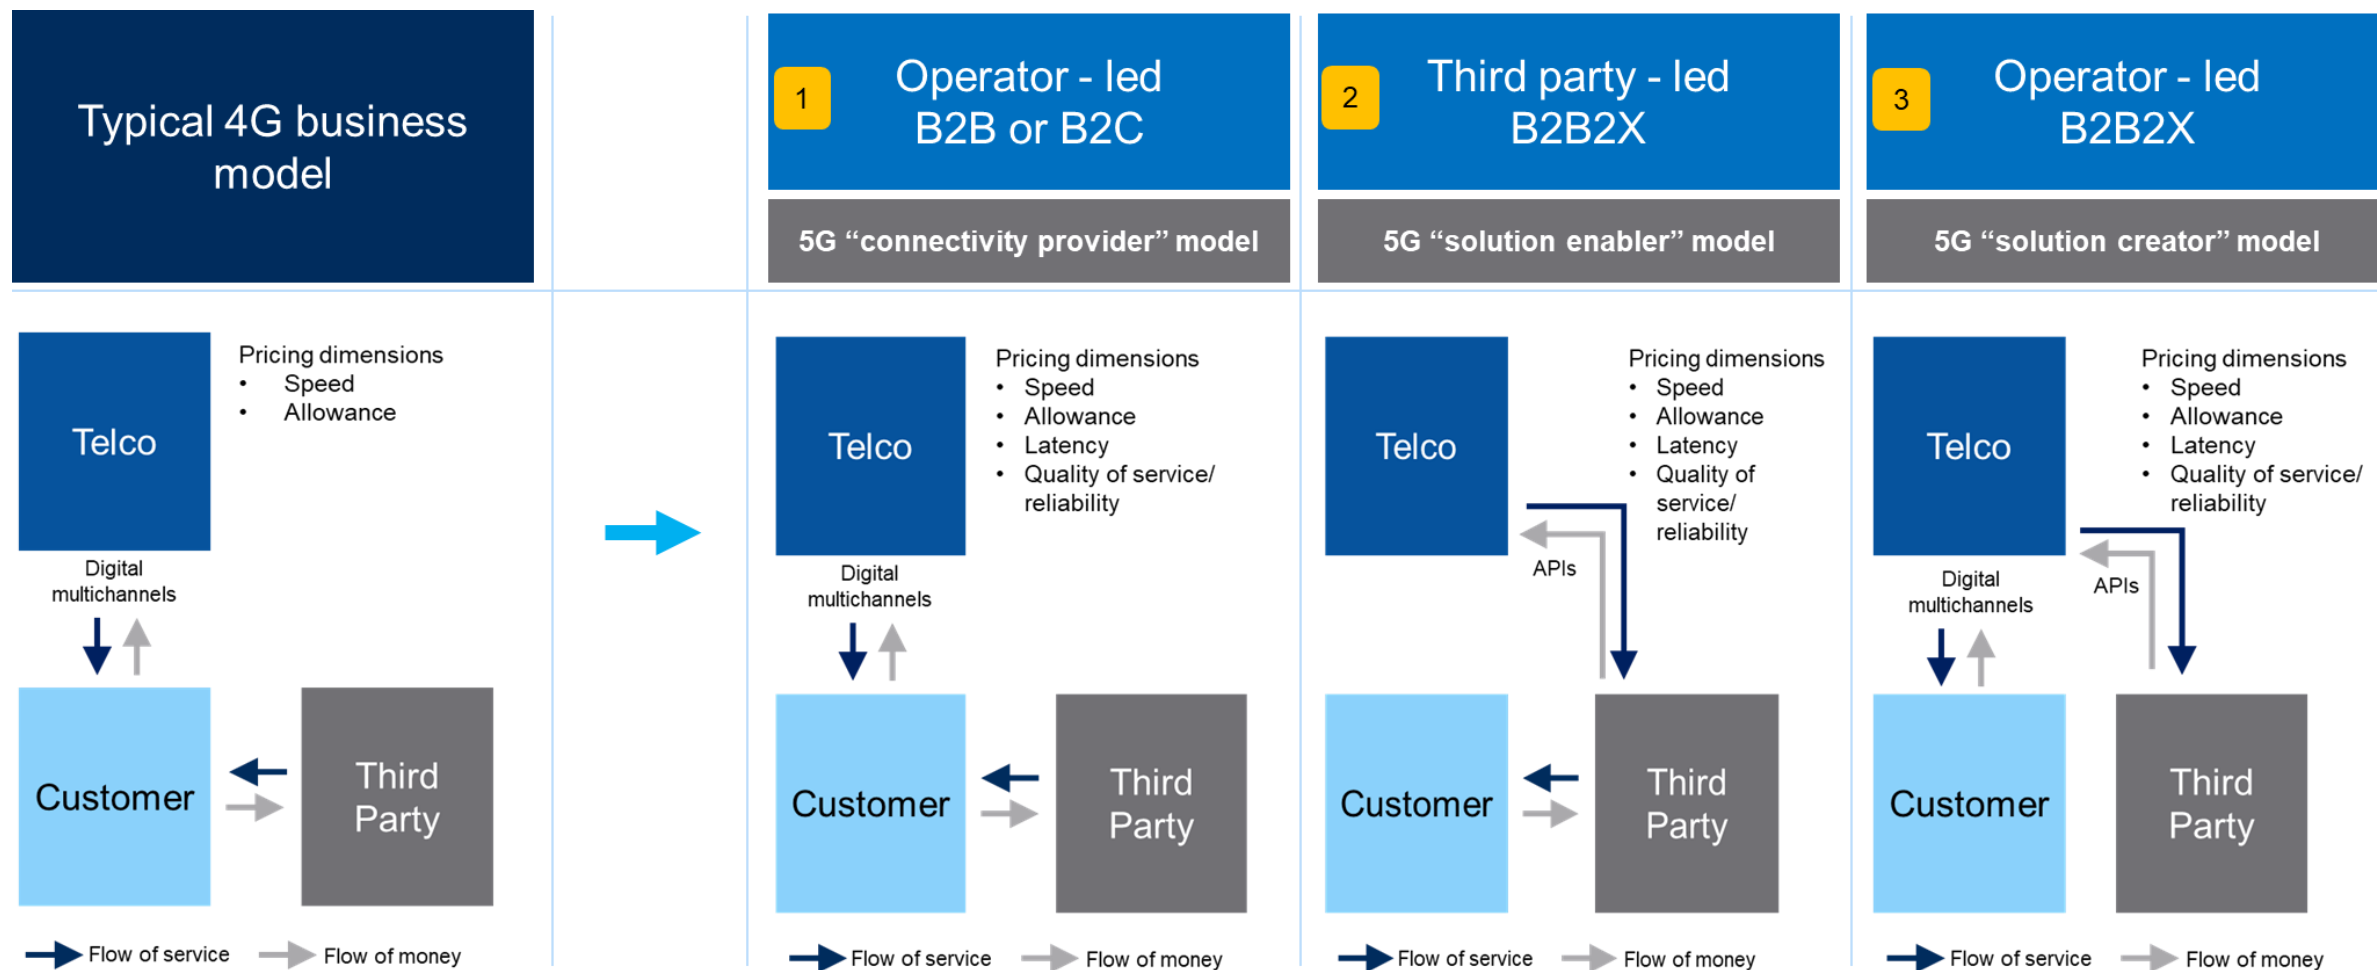 Typical 4G business
model
1
Operator - led
B2B or B2C
5G “connectivity provider” model
2
Third party - led
B2B2X
5G “solution enabler” model
3
Operator - led
B2B2X
5G “solution creator” model
Telco
Pricing dimensions
• Speed
• Allowance
Digital
multichannels
Customer
Third
Party
Flow of service
Flow of money
Telco
Pricing dimensions
• Speed
• Allowance
• Latency
• Quality of service/
reliability
Digital
multichannels
Customer
Third
Party
Flow of service
Flow of money
Telco
Pricing dimensions
• Speed
• Allowance
• Latency
• Quality of
service/
reliability
APIs
Customer
Third
Party
Flow of service
Flow of money
Telco
Pricing dimensions
• Speed
• Allowance
• Latency
• Quality of service/
reliability
Digital
multichannels
APIs
Customer
Third
Party
Flow of service
Flow of money